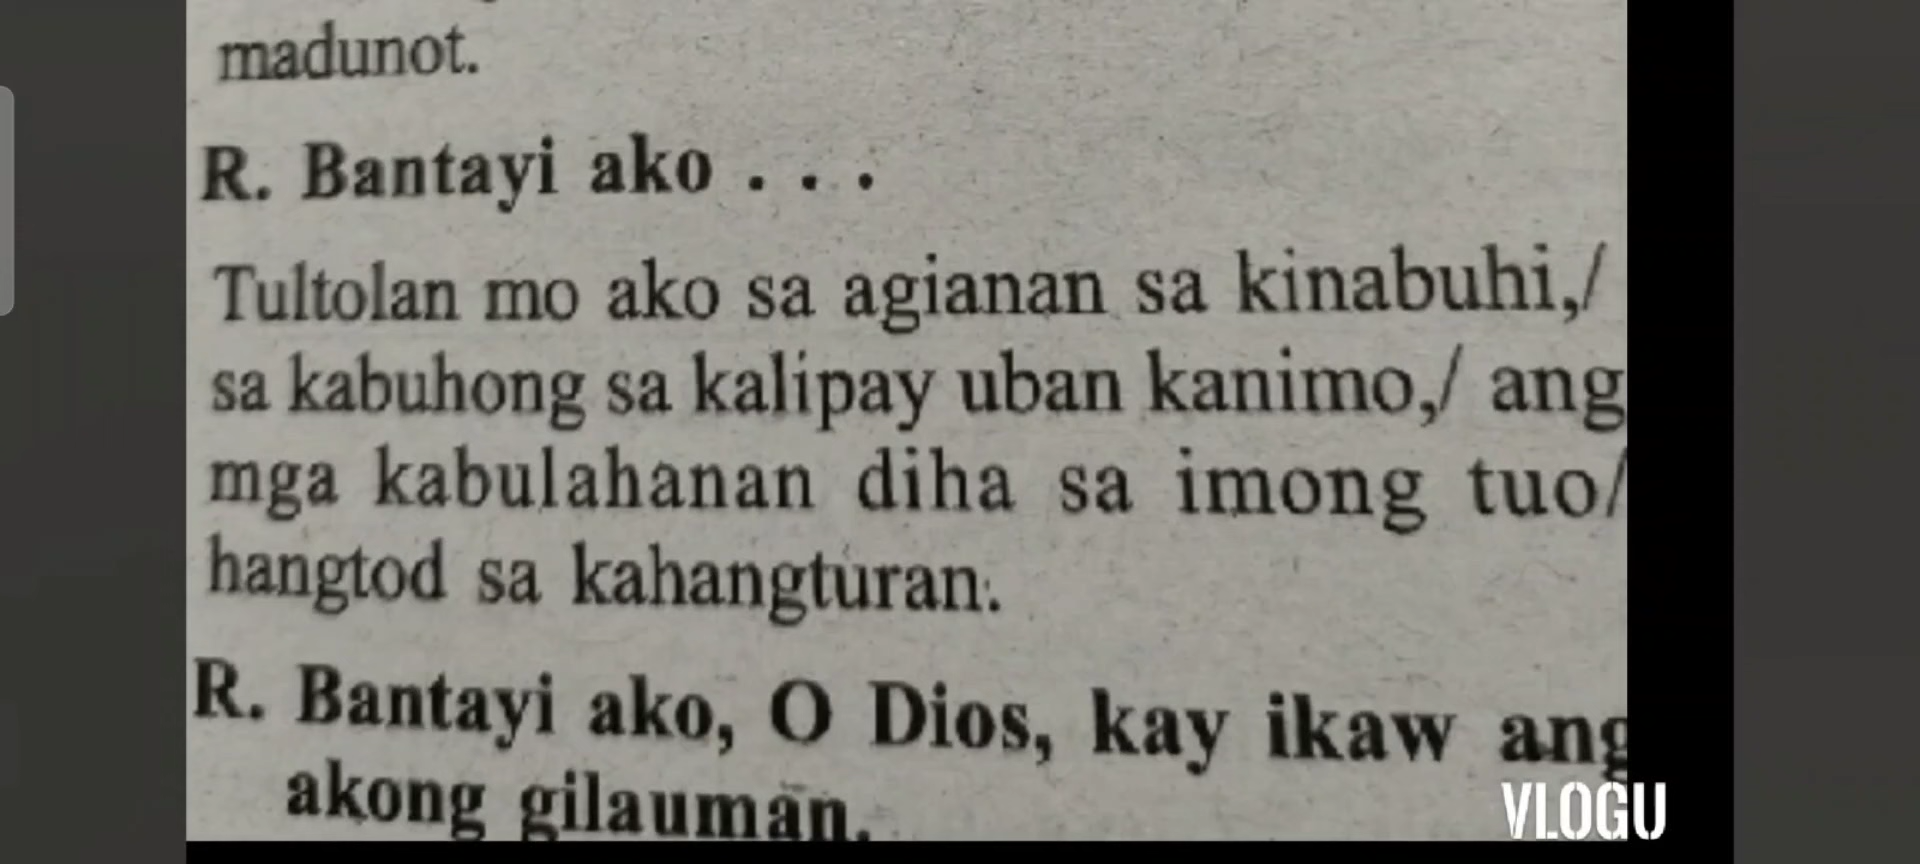 madunot.
R. Bantayi ako . . .
Tultolan mo ako sa agianan sa kinabuhi,/
sa kabuhong sa kalipay uban kanimo,/ ang
mga kabulahanan diha sa imong tuo/
hangtod sa kahangturan.
R. Bantayi ako, O Dios, kay ikaw ang
akong gilauman.
VLOGU